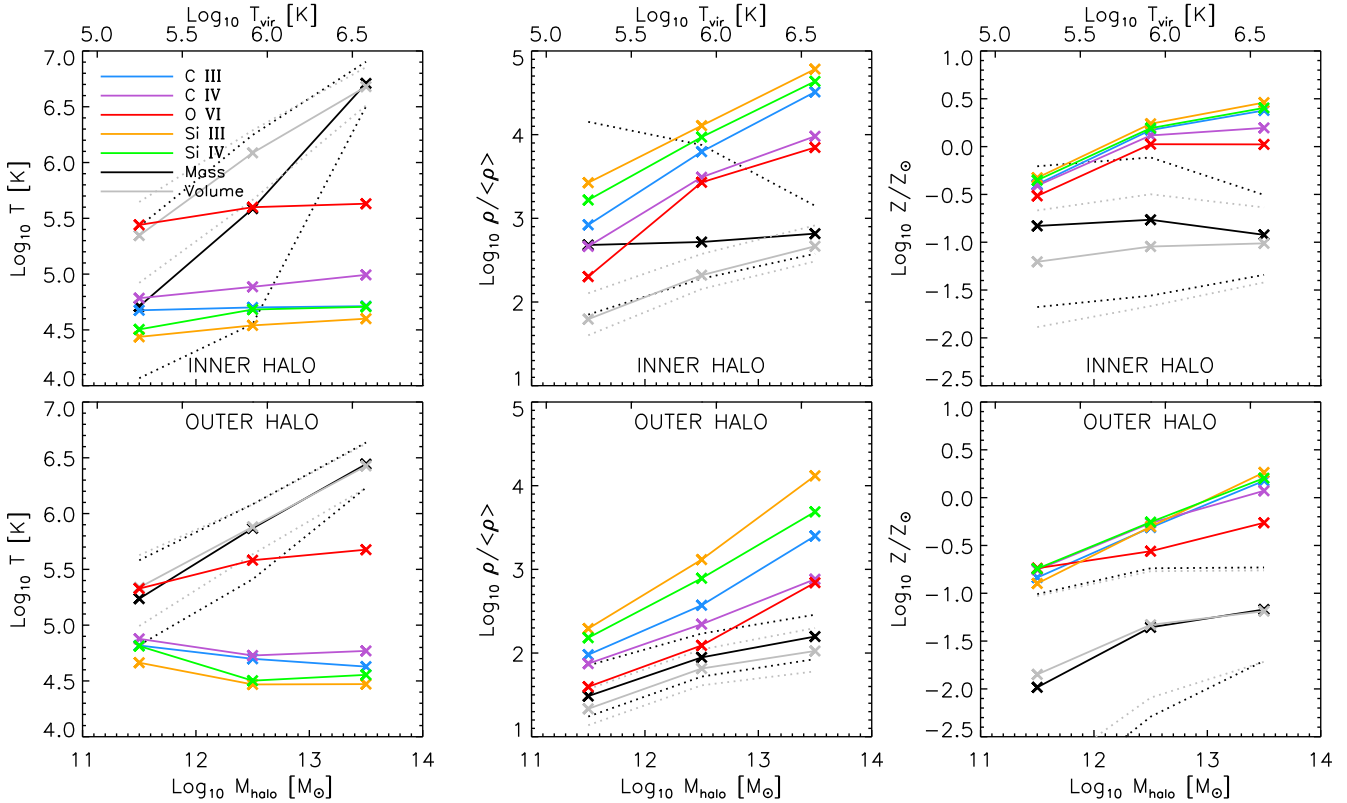 Log₁₀ T_vir [K] Log₁₀ T_vir [K] Log₁₀ T_vir [K]
5.0 5.5 6.0 6.5 5.0 5.5 6.0 6.5 5.0 5.5 6.0 6.5
7.0 6.5 6.0 5.5 5.0 4.5 4.0
Log₁₀ T [K]
C III
C IV
O VI
Si III
Si IV
Mass
Volume
INNER HALO
5 4 3 2 1
Log₁₀ ρ/<ρ>
INNER HALO
1.0 0.5 0.0 −0.5 −1.0 −1.5 −2.0 −2.5
Log₁₀ Z/Z⊙
INNER HALO
7.0 6.5 6.0 5.5 5.0 4.5 4.0
Log₁₀ T [K]
OUTER HALO
5 4 3 2 1
Log₁₀ ρ/<ρ>
OUTER HALO
1.0 0.5 0.0 −0.5 −1.0 −1.5 −2.0 −2.5
Log₁₀ Z/Z⊙
OUTER HALO
11 12 13 14 11 12 13 14 11 12 13 14
Log₁₀ M_halo [M⊙] Log₁₀ M_halo [M⊙] Log₁₀ M_halo [M⊙]